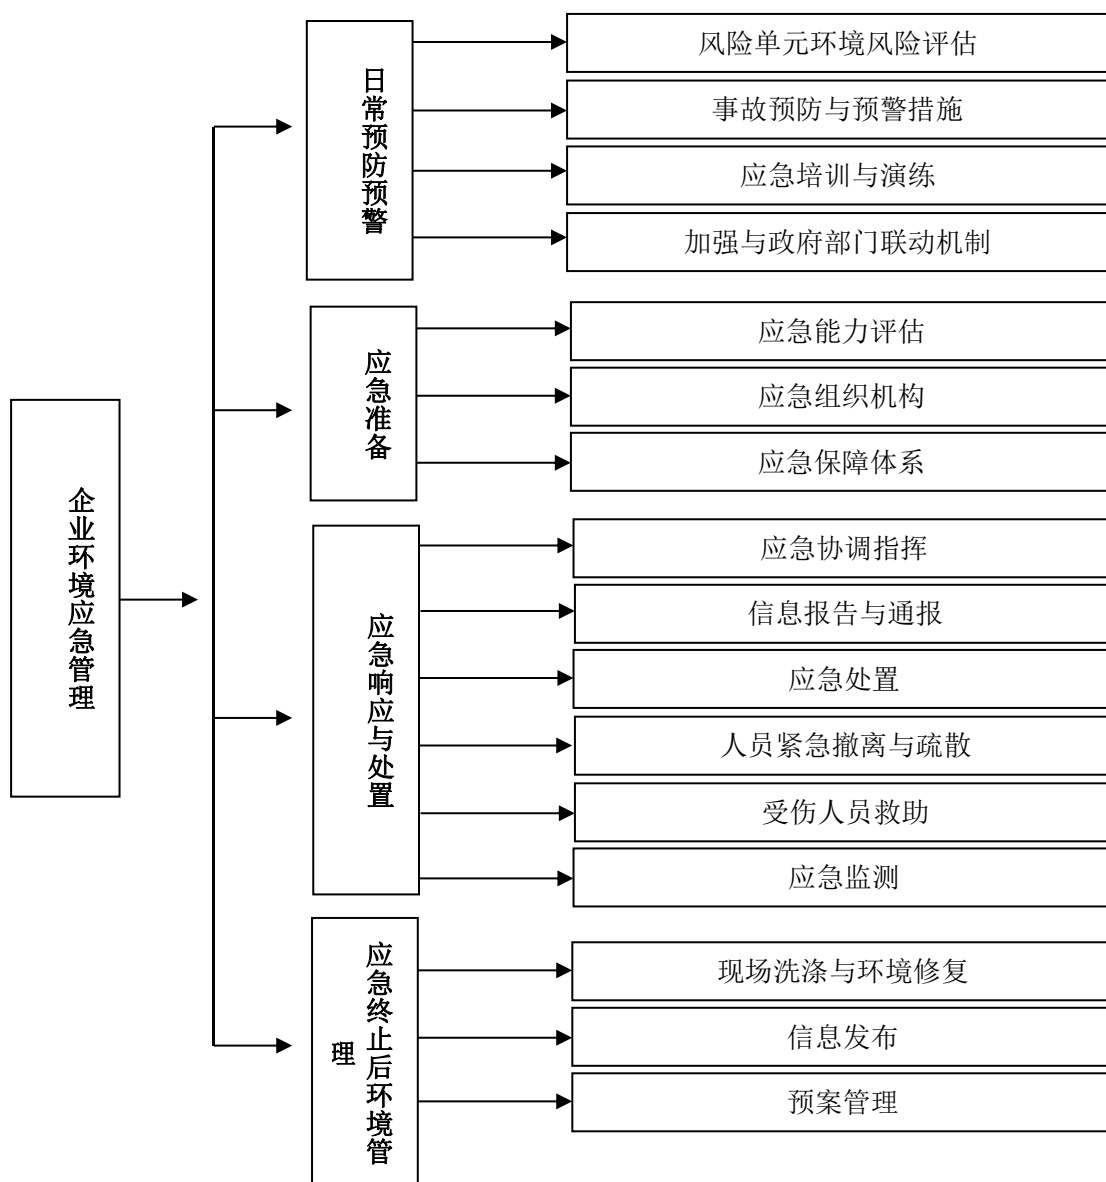 企业环境应急管理
日常预防预警
风险单元环境风险评估
事故预防与预警措施
应急培训与演练
加强与政府部门联动机制
应急准备
应急能力评估
应急组织机构
应急保障体系
应急响应与处置
应急协调指挥
信息报告与通报
应急处置
人员紧急撤离与疏散
受伤人员救助
应急监测
应急终止后环境管
理
现场洗涤与环境修复
信息发布
预案管理